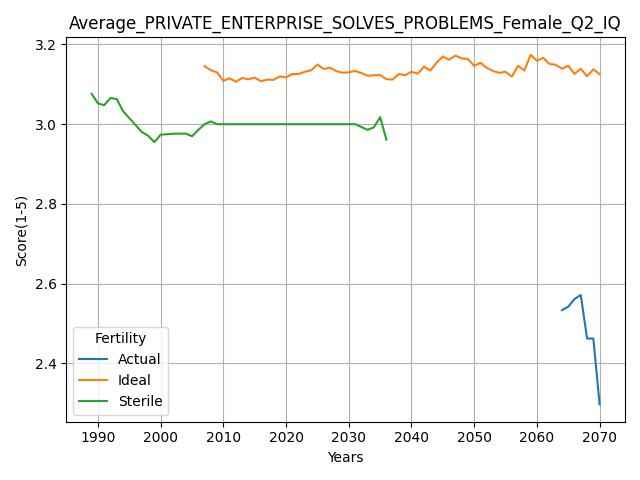 Average_PRIVATE_ENTERPRISE_SOLVES_PROBLEMS_Female_Q2_IQ
3.2
3.0
2.8
2.6
2.4
Score(1-5)
Fertility
Actual
Ideal
Sterile
1990 2000 2010 2020 2030 2040 2050 2060 2070
Years